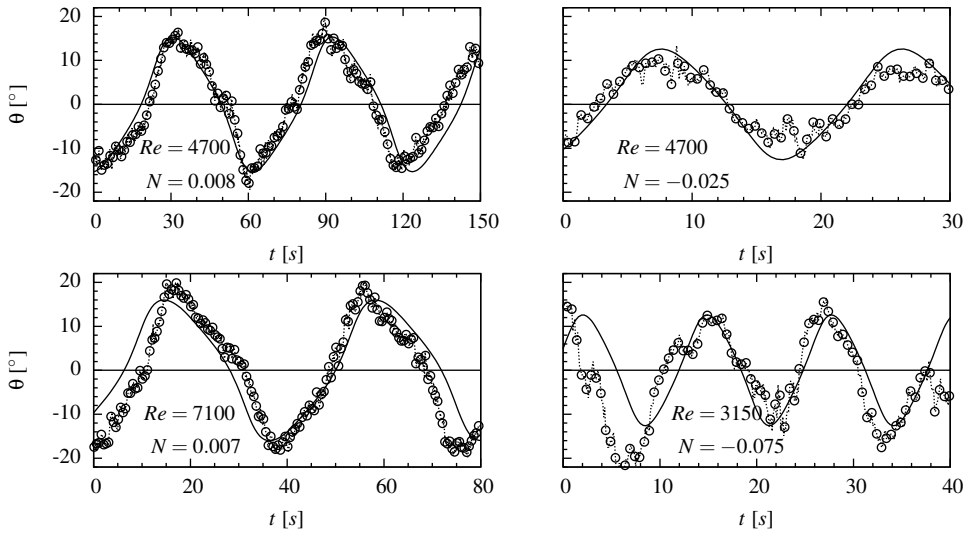 20
10
0
-10
-20
θ [°]
Re = 4700
N = 0.008
0 30 60 90 120 150
t [s]
Re = 4700
N = −0.025
0 10 20 30
t [s]
20
10
0
-10
-20
θ [°]
Re = 7100
N = 0.007
0 20 40 60 80
t [s]
Re = 3150
N = −0.075
0 10 20 30 40
t [s]